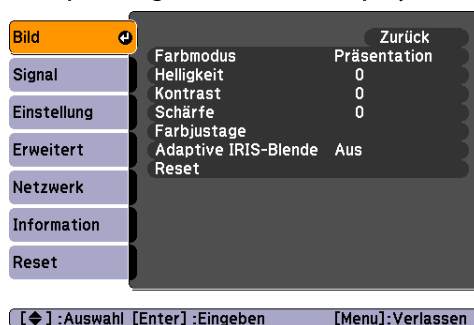 Bild
Signal
Einstellung
Erweitert
Netzwerk
Information
Reset
Zurück
Farbmodus Präsentation
Helligkeit 0
Kontrast 0
Schärfe 0
Farbjustage
Adaptive IRIS-Blende Aus
Reset
[ ] :Auswahl [Enter] :Eingeben [Menu]:Verlassen